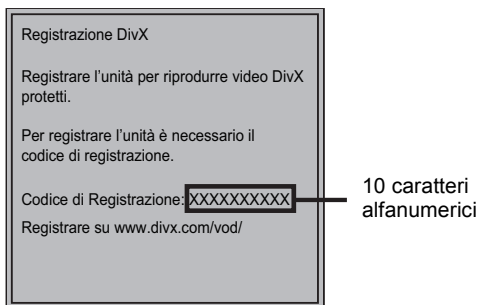 Registrazione DivX
Registrare l'unità per riprodurre video DivX
protetti.
Per registrare l'unità è necessario il
codice di registrazione.
Codice di Registrazione: XXXXXXXXXX
Registrare su www.divx.com/vod/
10 caratteri
alfanumerici